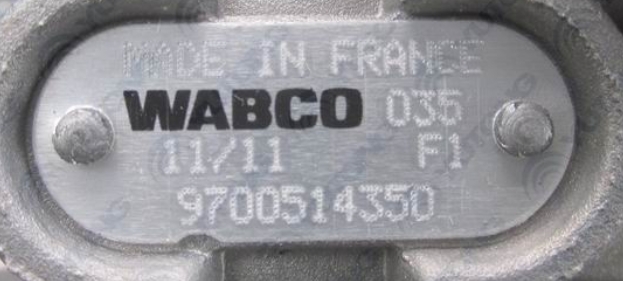 MADE IN FRANCE
WABCO 035
11/11 F1
9700514350